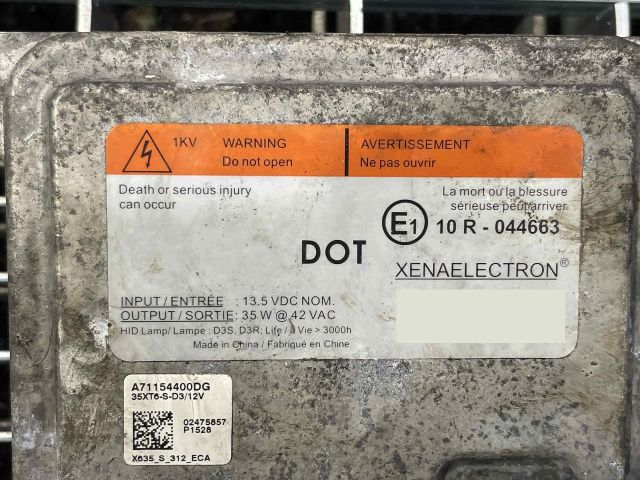 1KV WARNING AVERTISSEMENT
Do not open Ne pas ouvrir
Death or serious injury
can occur
La mort ou la blessure
sérieuse peut arriver
E1 10 R - 044663
DOT
XENAELECTRON®
INPUT / ENTRÉE : 13.5 VDC NOM.
OUTPUT / SORTIE: 35 W @ 42 VAC
HID Lamp/ Lampe : D3S, D3R; Life / à Vie > 3000h
Made in China / Fabriqué en Chine
A71154400DG
35XT6-S-D3/12V
02475857
P1528
X635_S_312_ECA